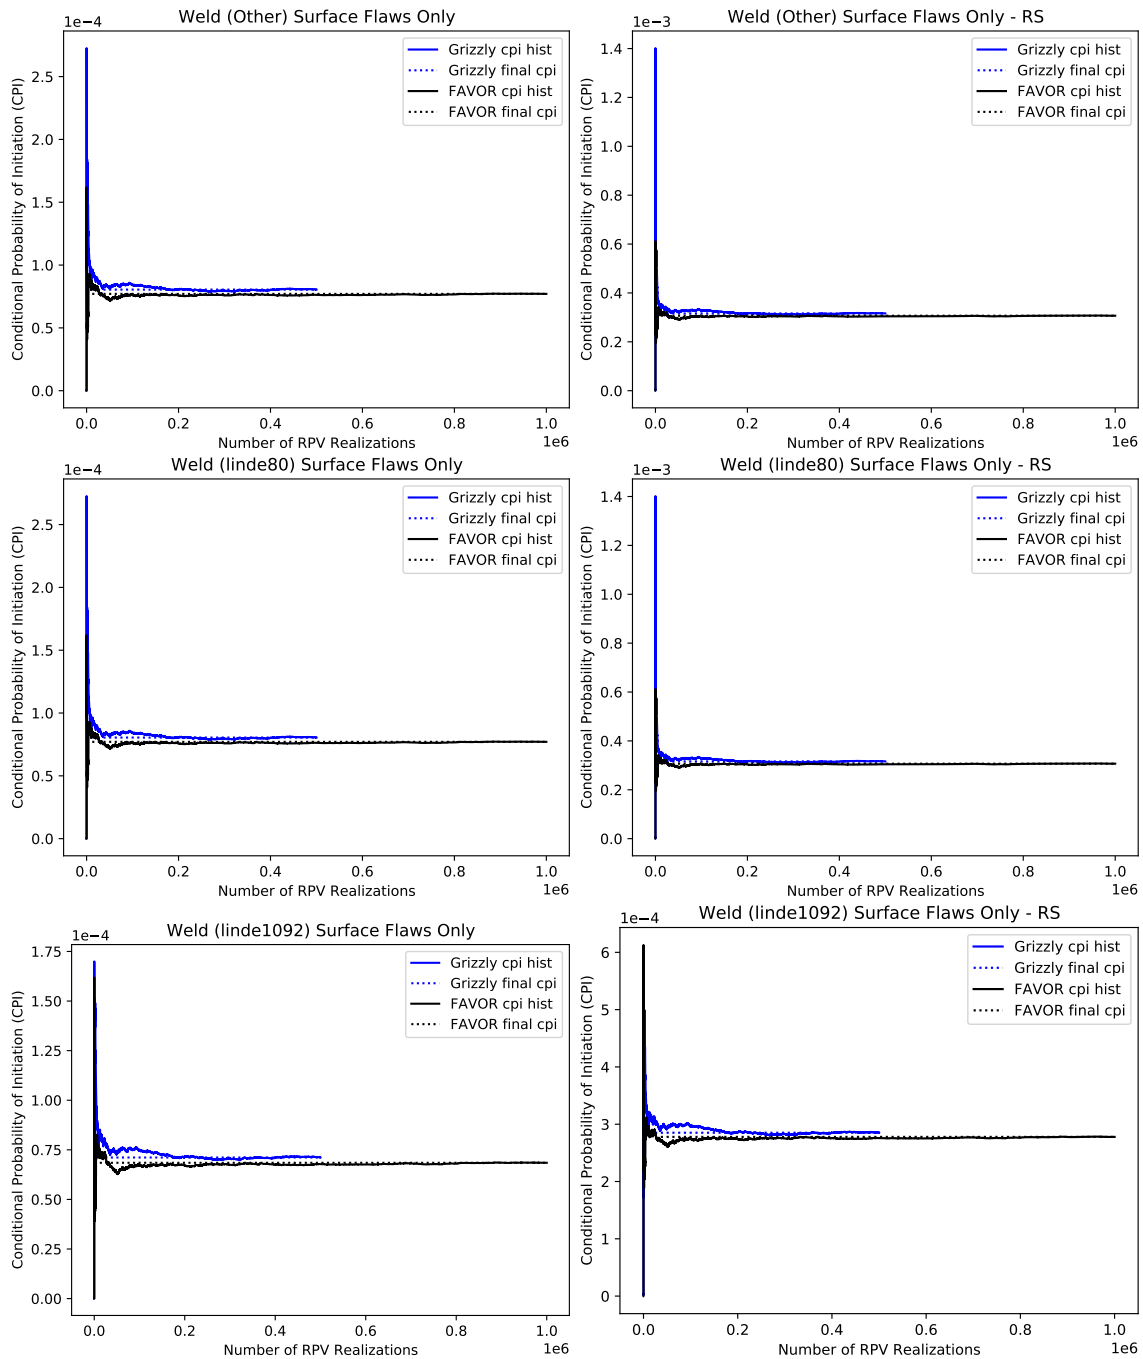 Weld (Other) Surface Flaws Only
1e−4
Conditional Probability of Initiation (CPI)
2.5
2.0
1.5
1.0
0.5
0.0
Grizzly cpi hist
Grizzly final cpi
FAVOR cpi hist
FAVOR final cpi
0.0 0.2 0.4 0.6 0.8 1.0
Number of RPV Realizations
1e6
Weld (Other) Surface Flaws Only - RS
1e−3
Conditional Probability of Initiation (CPI)
1.4
1.2
1.0
0.8
0.6
0.4
0.2
0.0
Grizzly cpi hist
Grizzly final cpi
FAVOR cpi hist
FAVOR final cpi
0.0 0.2 0.4 0.6 0.8 1.0
Number of RPV Realizations
1e6
Weld (linde80) Surface Flaws Only
1e−4
Conditional Probability of Initiation (CPI)
2.5
2.0
1.5
1.0
0.5
0.0
Grizzly cpi hist
Grizzly final cpi
FAVOR cpi hist
FAVOR final cpi
0.0 0.2 0.4 0.6 0.8 1.0
Number of RPV Realizations
1e6
Weld (linde80) Surface Flaws Only - RS
1e−3
Conditional Probability of Initiation (CPI)
1.4
1.2
1.0
0.8
0.6
0.4
0.2
0.0
Grizzly cpi hist
Grizzly final cpi
FAVOR cpi hist
FAVOR final cpi
0.0 0.2 0.4 0.6 0.8 1.0
Number of RPV Realizations
1e6
Weld (linde1092) Surface Flaws Only
1e−4
Conditional Probability of Initiation (CPI)
1.75
1.50
1.25
1.00
0.75
0.50
0.25
0.00
Grizzly cpi hist
Grizzly final cpi
FAVOR cpi hist
FAVOR final cpi
0.0 0.2 0.4 0.6 0.8 1.0
Number of RPV Realizations
1e6
Weld (linde1092) Surface Flaws Only - RS
1e−4
Conditional Probability of Initiation (CPI)
6
5
4
3
2
1
0
Grizzly cpi hist
Grizzly final cpi
FAVOR cpi hist
FAVOR final cpi
0.0 0.2 0.4 0.6 0.8 1.0
Number of RPV Realizations
1e6